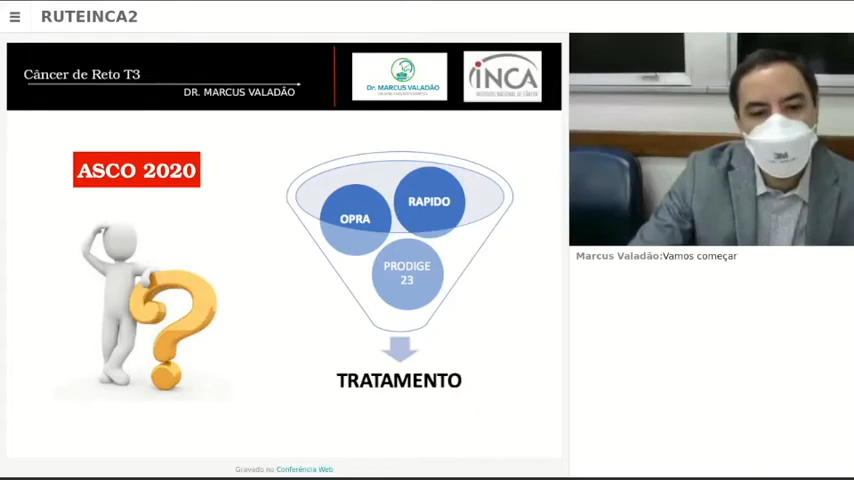 RUTEINCA2
Câncer de Reto T3
DR. MARCUS VALADÃO
Dr. MARCUS VALADÃO
INCA
INSTITUTO NACIONAL DE CÂNCER
ASCO 2020
OPRA
RAPIDO
PRODIGE
23
TRATAMENTO
3M
Marcus Valadão:Vamos começar
Gravado no Conferência Web